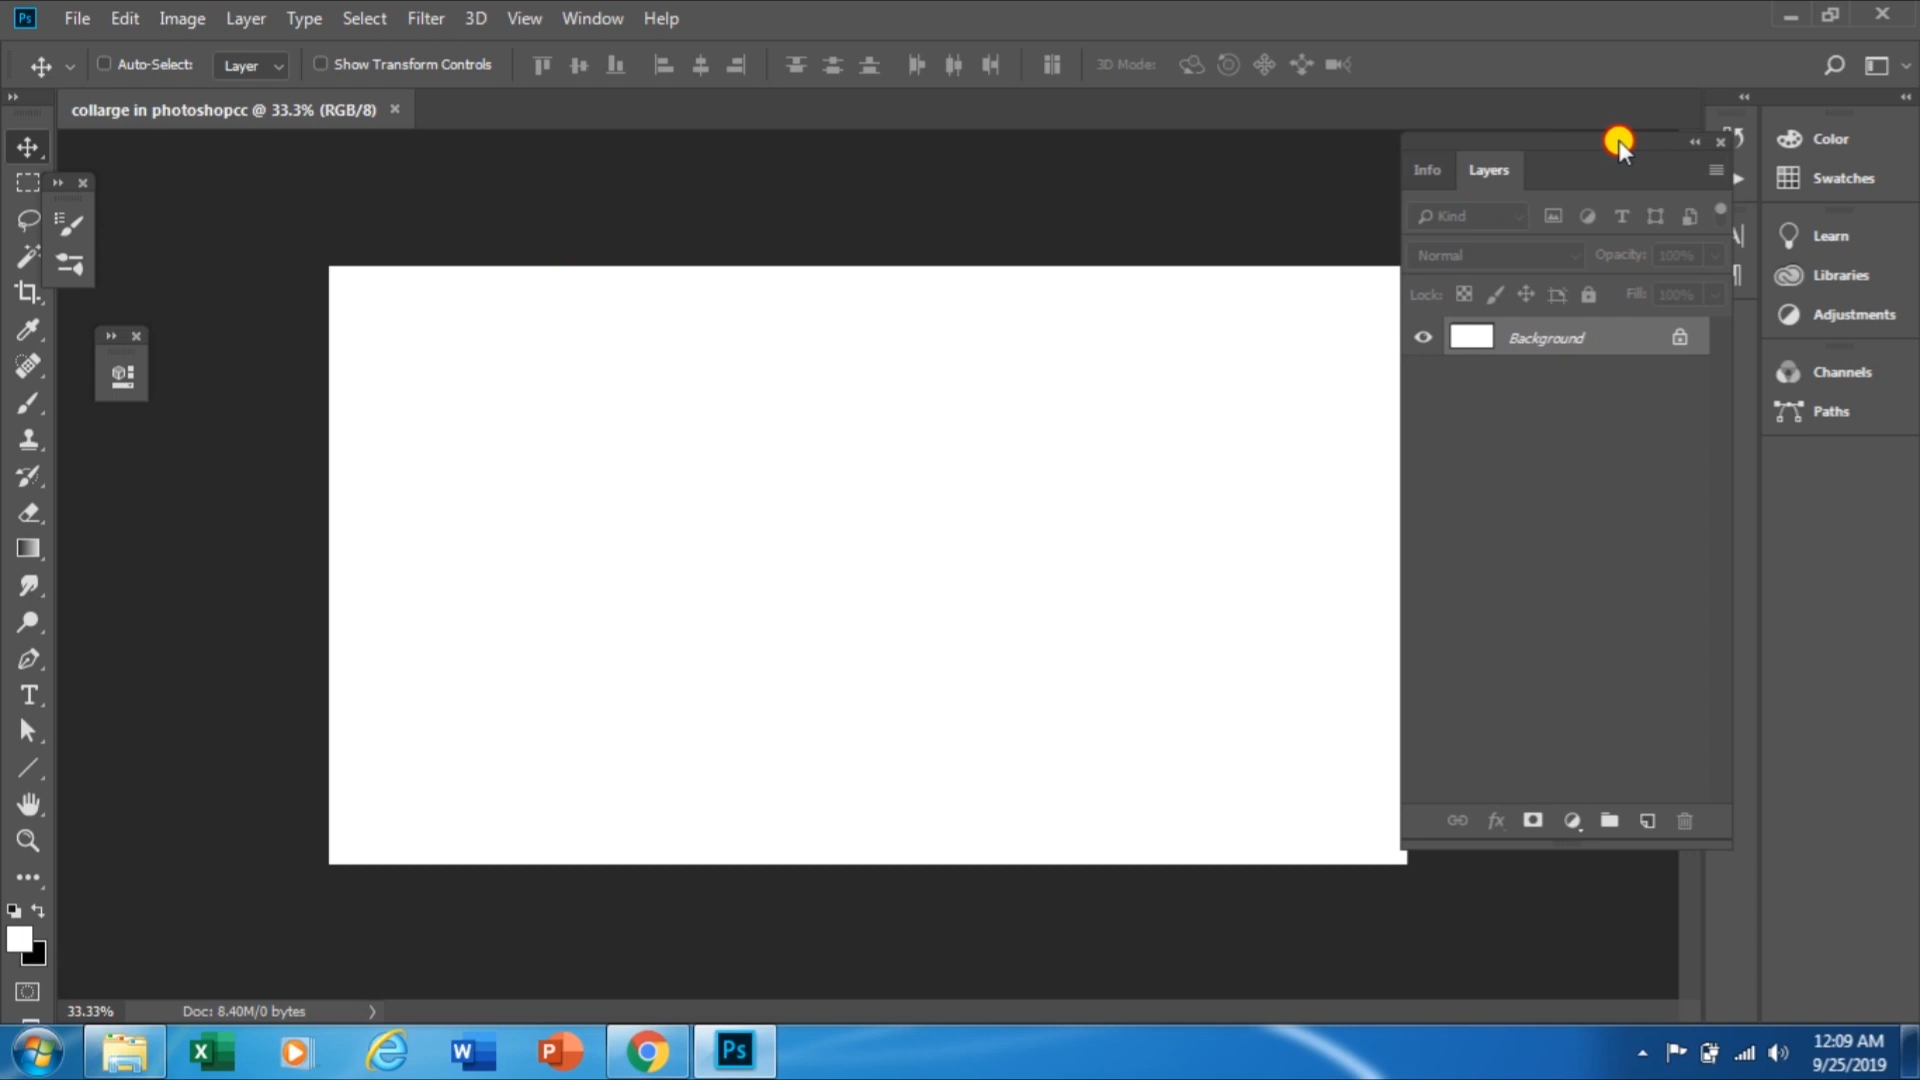 Ps File Edit Image Layer Type Select Filter 3D View Window Help
Auto-Select: Layer Show Transform Controls 3D Mode:
collarge in photoshopcc @ 33.3% (RGB/8)
Info Layers
Kind
Normal Opacity: 100%
Lock: Fill: 100%
Background
Color
Swatches
Learn
Libraries
Adjustments
Channels
Paths
33.33% Doc: 8.40M/0 bytes
Ps
12:09 AM
9/25/2019